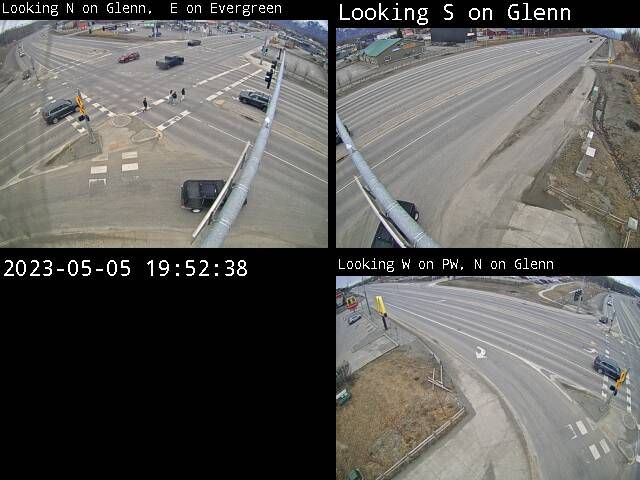 Looking N on Glenn, E on Evergreen
Looking S on Glenn
2023-05-05 19:52:38
Looking W on PW, N on Glenn